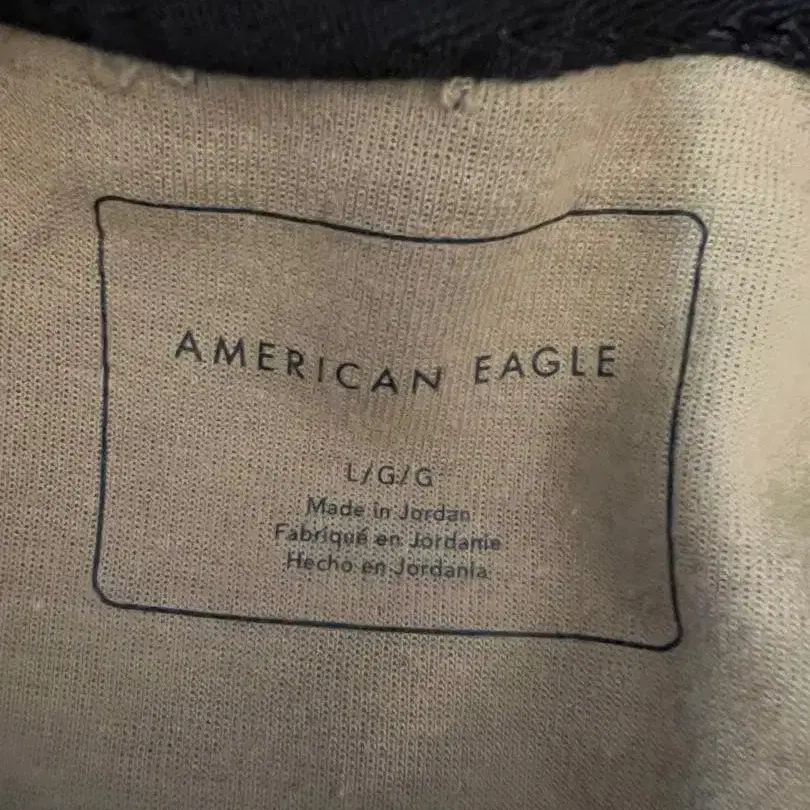 AMERICAN EAGLE
L/G/G
Made in Jordan
Fabriqué en Jordanie
Hecho en Jordania